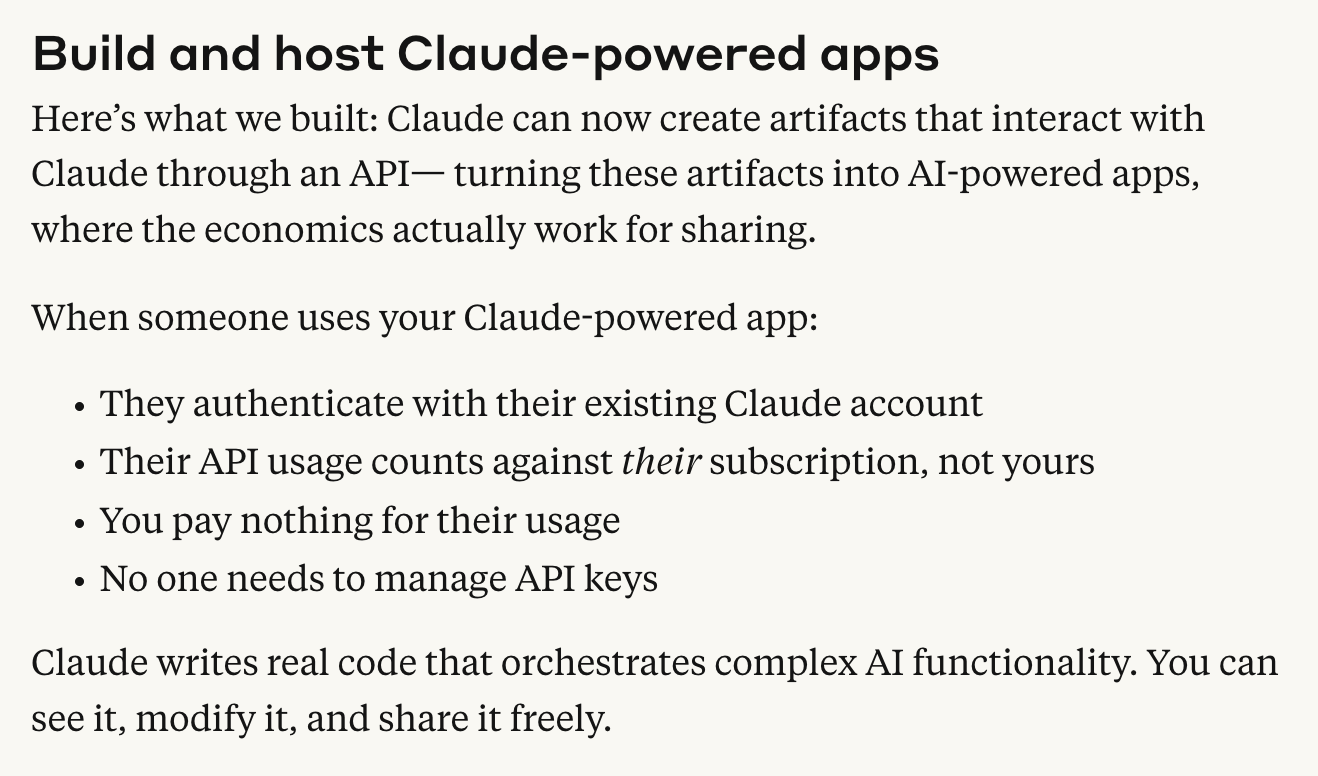 Build and host Claude-powered apps
Here’s what we built: Claude can now create artifacts that interact with
Claude through an API— turning these artifacts into AI-powered apps,
where the economics actually work for sharing.
When someone uses your Claude-powered app:
• They authenticate with their existing Claude account
• Their API usage counts against their subscription, not yours
• You pay nothing for their usage
• No one needs to manage API keys
Claude writes real code that orchestrates complex AI functionality. You can
see it, modify it, and share it freely.